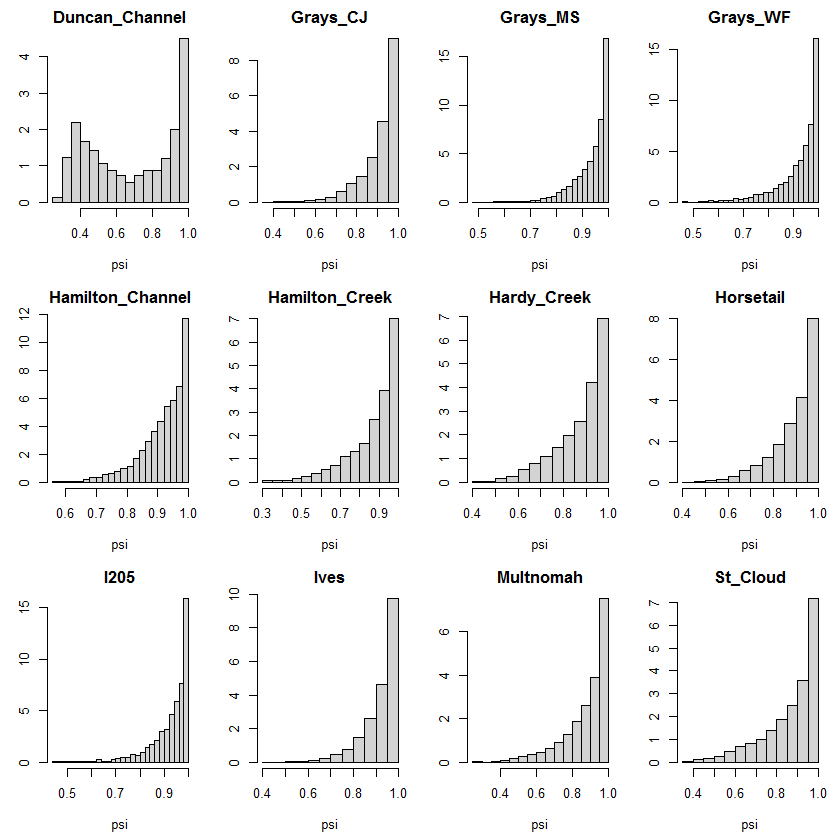 Duncan_Channel
0 1 2 3 4
0.4 0.6 0.8 1.0
psi
Grays_CJ
0 2 4 6 8
0.4 0.6 0.8 1.0
psi
Grays_MS
0 5 10 15
0.5 0.7 0.9
psi
Grays_WF
0 5 10 15
0.5 0.7 0.9
psi
Hamilton_Channel
0 2 4 6 8 10 12
0.6 0.7 0.8 0.9 1.0
psi
Hamilton_Creek
0 1 2 3 4 5 6 7
0.3 0.5 0.7 0.9
psi
Hardy_Creek
0 1 2 3 4 5 6 7
0.4 0.6 0.8 1.0
psi
Horsetail
0 2 4 6 8
0.4 0.6 0.8 1.0
psi
I205
0 5 10 15
0.5 0.7 0.9
psi
Ives
0 2 4 6 8 10
0.4 0.6 0.8 1.0
psi
Multnomah
0 2 4 6
0.4 0.6 0.8 1.0
psi
St_Cloud
0 1 2 3 4 5 6 7
0.4 0.6 0.8 1.0
psi